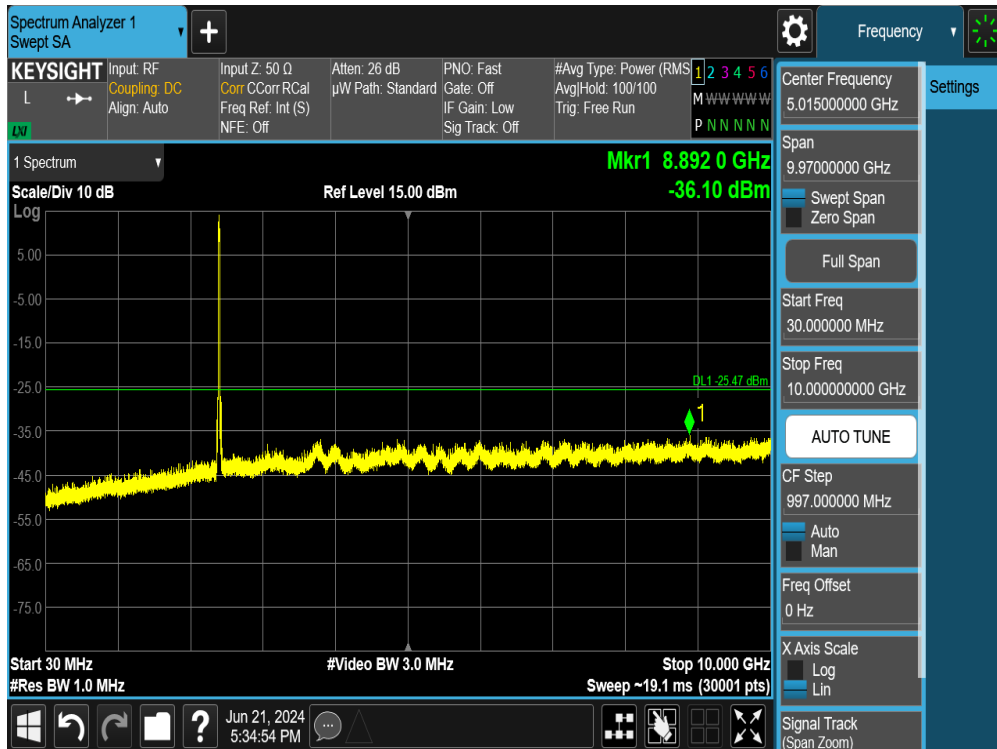 Spectrum Analyzer 1
Swept SA
+
Frequency
KEYSIGHT
L
LXI
Input: RF
Coupling: DC
Align: Auto
Input Z: 50 Ω
Corr CCorr RCal
Freq Ref: Int (S)
NFE: Off
Atten: 26 dB
µW Path: Standard
PNO: Fast
Gate: Off
IF Gain: Low
Sig Track: Off
#Avg Type: Power (RMS
Avg|Hold: 100/100
Trig: Free Run
1 2 3 4 5 6
M W W W W W W
P N N N N N
1 Spectrum
Mkr1 8.892 0 GHz
-36.10 dBm
Scale/Div 10 dB
Ref Level 15.00 dBm
Log
5.00
-5.00
-15.0
-25.0
-35.0
-45.0
-55.0
-65.0
-75.0
DL1 -25.47 dBm
1
Start 30 MHz
#Video BW 3.0 MHz
Stop 10.000 GHz
#Res BW 1.0 MHz
Sweep ~19.1 ms (30001 pts)
Center Frequency
5.015000000 GHz
Settings
Span
9.97000000 GHz
Swept Span
Zero Span
Full Span
Start Freq
30.000000 MHz
Stop Freq
10.000000000 GHz
AUTO TUNE
CF Step
997.000000 MHz
Auto
Man
Freq Offset
0 Hz
X Axis Scale
Log
Lin
Signal Track
(Span Zoom)
?
Jun 21, 2024
5:34:54 PM